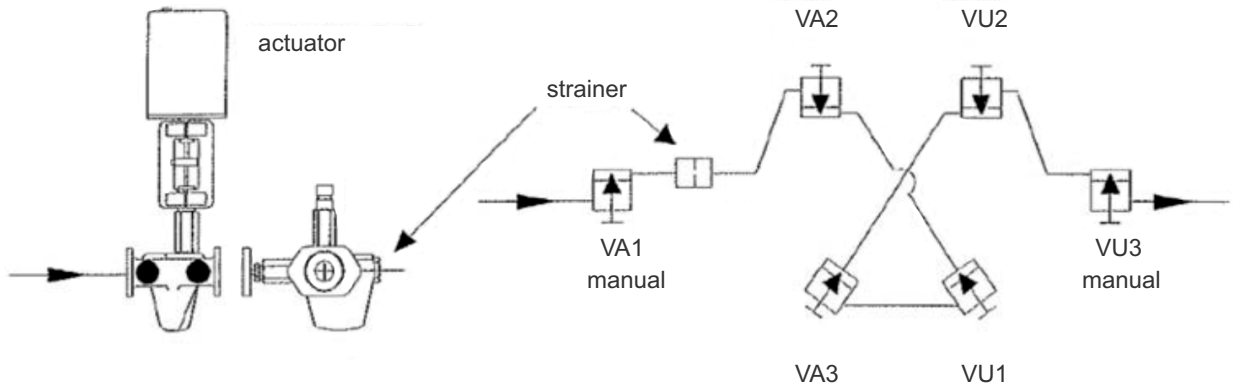 actuator
strainer
VA2
VU2
VA1
manual
VU3
manual
VA3
VU1